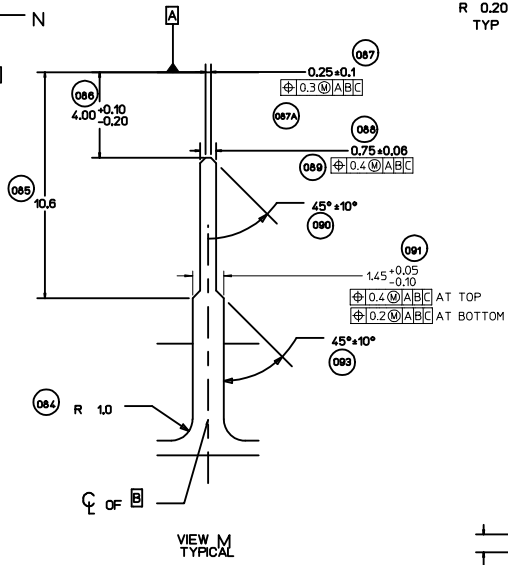 N
A
R 0.20
TYP
087
0.25±0.1
⌖ 0.3 Ⓜ A B C
086
4.00 +0.10
-0.20
087A
088
0.75±0.06
089 ⌖ 0.4 Ⓜ A B C
085
10.6
45°±10°
090
091
1.45 +0.05
-0.10
⌖ 0.4 Ⓜ A B C AT TOP
⌖ 0.2 Ⓜ A B C AT BOTTOM
45°±10°
093
084 R 1.0
℄ OF B
VIEW M
TYPICAL